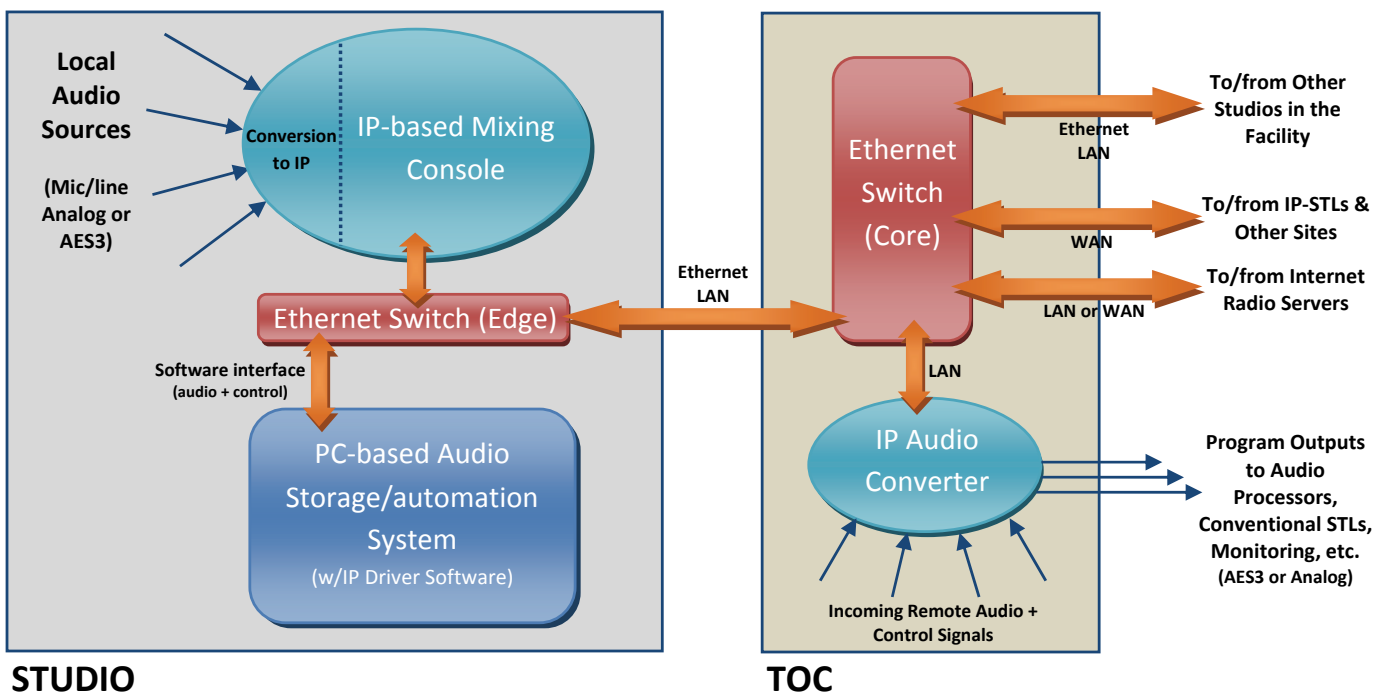 Local
Audio
Sources
(Mic/line
Analog or
AES3)
Conversion
to IP
IP-based Mixing
Console
Ethernet Switch (Edge)
Software interface
(audio + control)
PC-based Audio
Storage/automation
System
(w/IP Driver Software)
STUDIO
Ethernet
LAN
Ethernet
Switch
(Core)
Ethernet
LAN
To/from Other
Studios in the
Facility
WAN
To/from IP-STLs &
Other Sites
LAN or WAN
To/from Internet
Radio Servers
LAN
IP Audio
Converter
Program Outputs
to Audio
Processors,
Conventional STLs,
Monitoring, etc.
(AES3 or Analog)
Incoming Remote Audio +
Control Signals
TOC